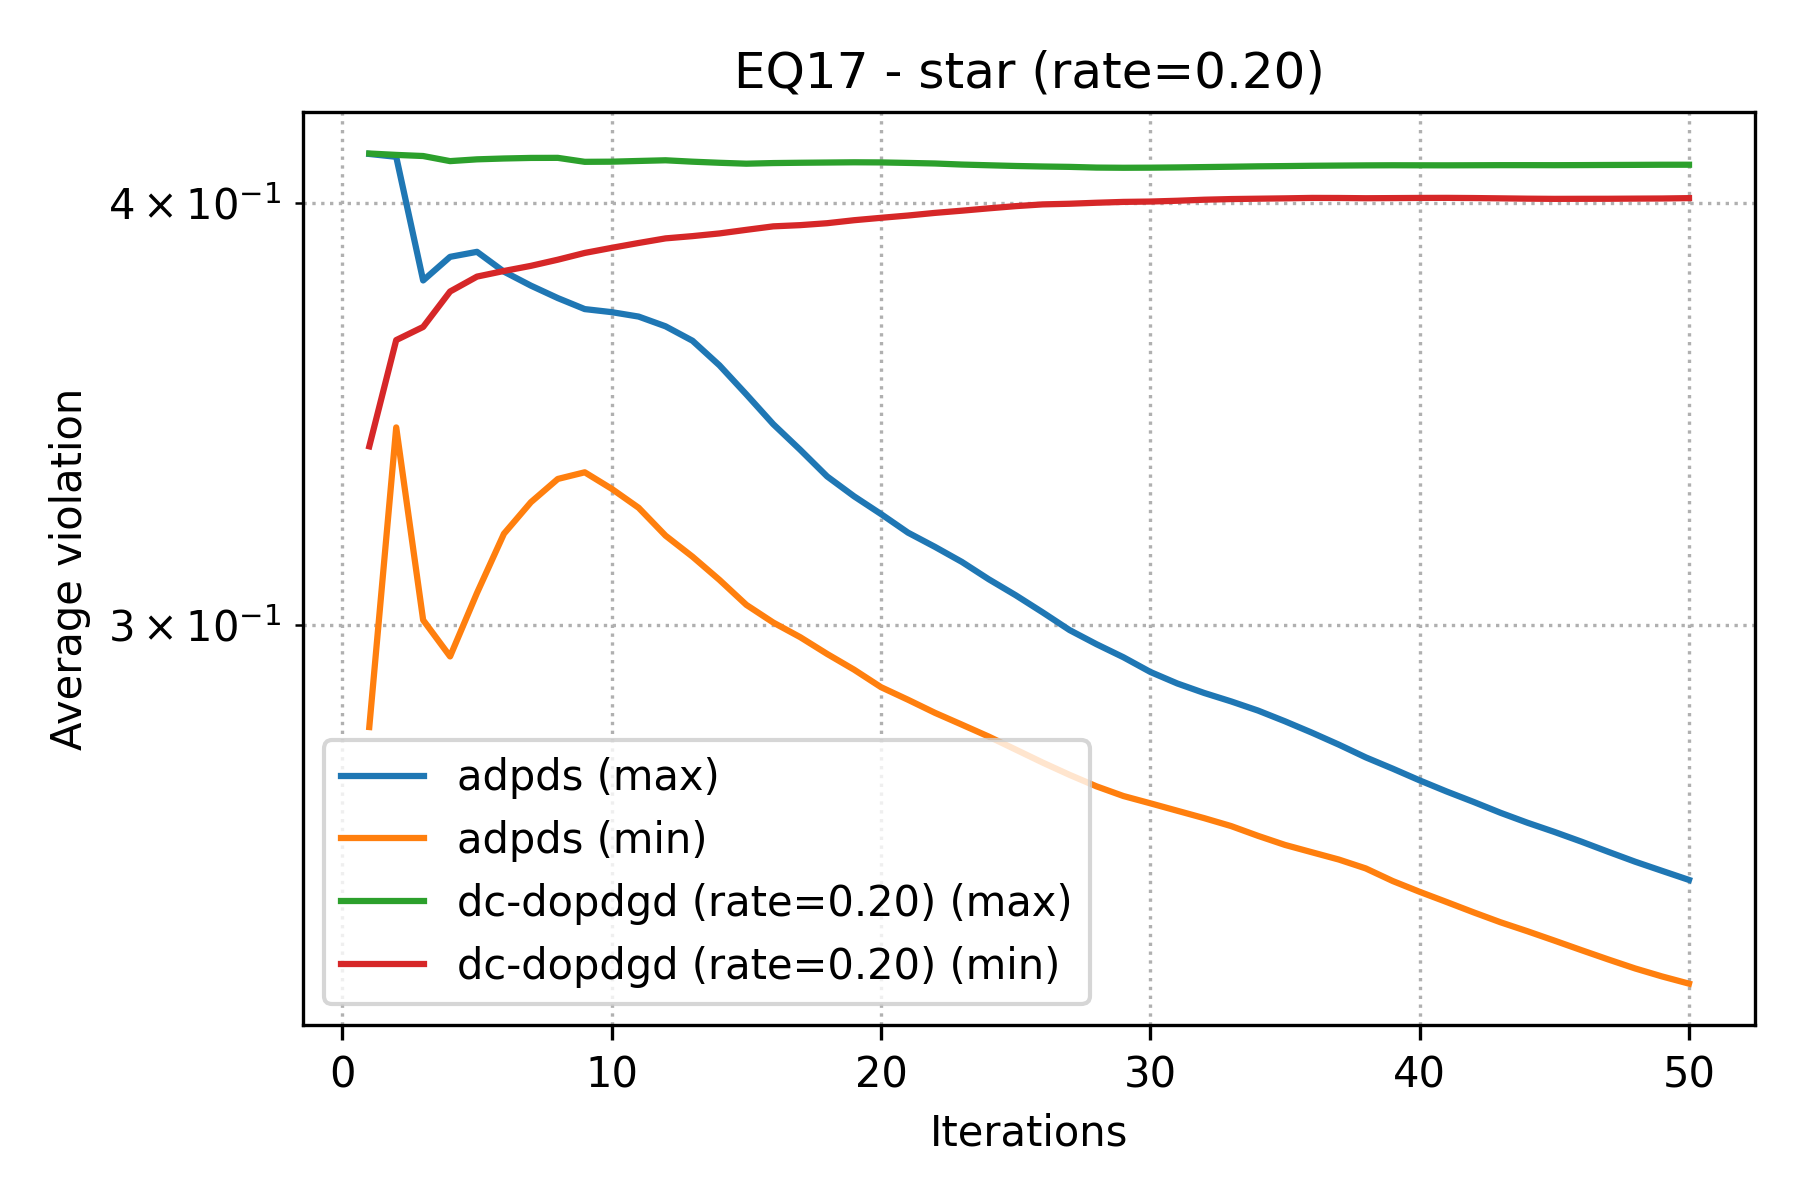 EQ17 - star (rate=0.20)
Average violation
4 × 10⁻¹
3 × 10⁻¹
adpds (max)
adpds (min)
dc-dopdgd (rate=0.20) (max)
dc-dopdgd (rate=0.20) (min)
0 10 20 30 40 50
Iterations